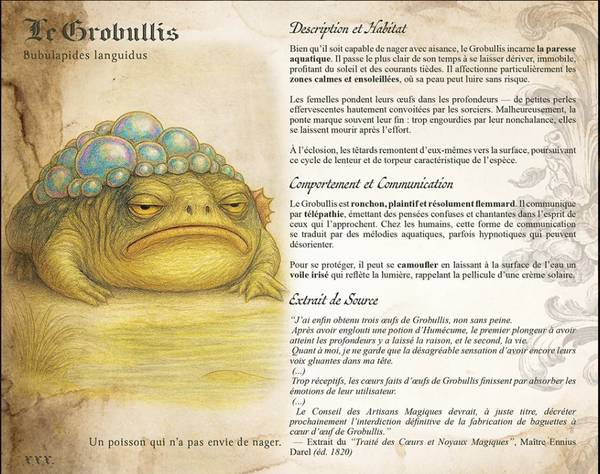 Le Grobullis
Bubulapides languidus
Un poisson qui n'a pas envie de nager.
XXX.
Description et Habitat
Bien qu'il soit capable de nager avec aisance, le Grobullis incarne la paresse
aquatique. Il passe le plus clair de son temps à se laisser dériver, immobile,
profitant du soleil et des courants tièdes. Il affectionne particulièrement les
zones calmes et ensoleillées, où sa peau peut luire sans risque.
Les femelles pondent leurs œufs dans les profondeurs — de petites perles
effervescentes hautement convoitées par les sorciers. Malheureusement, la
ponte marque souvent leur fin : trop engourdies par leur nonchalance, elles
se laissent mourir après l'effort.
À l'éclosion, les têtards remontent d'eux-mêmes vers la surface, poursuivant
ce cycle de lenteur et de torpeur caractéristique de l'espèce.
Comportement et Communication
Le Grobullis est ronchon, plaintif et résolument flemmard. Il communique
par télépathie, émettant des pensées confuses et chantantes dans l'esprit de
ceux qui l'approchent. Chez les humains, cette forme de communication
se traduit par des mélodies aquatiques, parfois hypnotiques qui peuvent
désorienter.
Pour se protéger, il peut se camoufler en laissant à la surface de l'eau un
voile irisé qui reflète la lumière, rappelant la pellicule d'une crème solaire.
Extrait de Source
"J'ai enfin obtenu trois œufs de Grobullis, non sans peine.
Après avoir englouti une potion d'Humécume, le premier plongeur à avoir
atteint les profondeurs y a laissé la raison, et le second, la vie.
Quant à moi, je ne garde que la désagréable sensation d'avoir encore leurs
voix gluantes dans ma tête.
(...)
Trop réceptifs, les cœurs faits d'œufs de Grobullis finissent par absorber les
émotions de leur utilisateur.
(...)
Le Conseil des Artisans Magiques devrait, à juste titre, décréter
prochainement l'interdiction définitive de la fabrication de baguettes à
cœur d'œuf de Grobullis."
— Extrait du "Traité des Cœurs et Noyaux Magiques", Maître Ennius
Darel (éd. 1820)